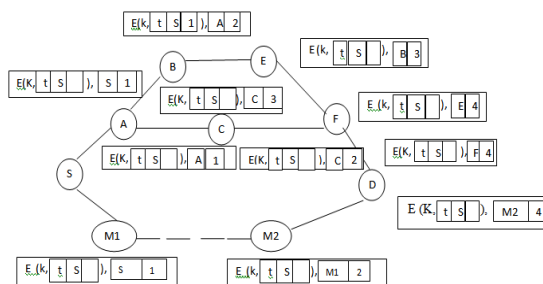 E(k, t S 1), A 2
E (k, t S ), B 3
B
E
E(K, t S ), S 1
E(K, t S ), C 3
E (k, t S ), E 4
A
C
F
E(K, t S ), A 1
E(K, t S ), C 2
E(k, t S ), F 4
S
D
E (K, t S ), M2 4
M1
M2
E (k, t S ), S 1
E (k, t S ), M1 2